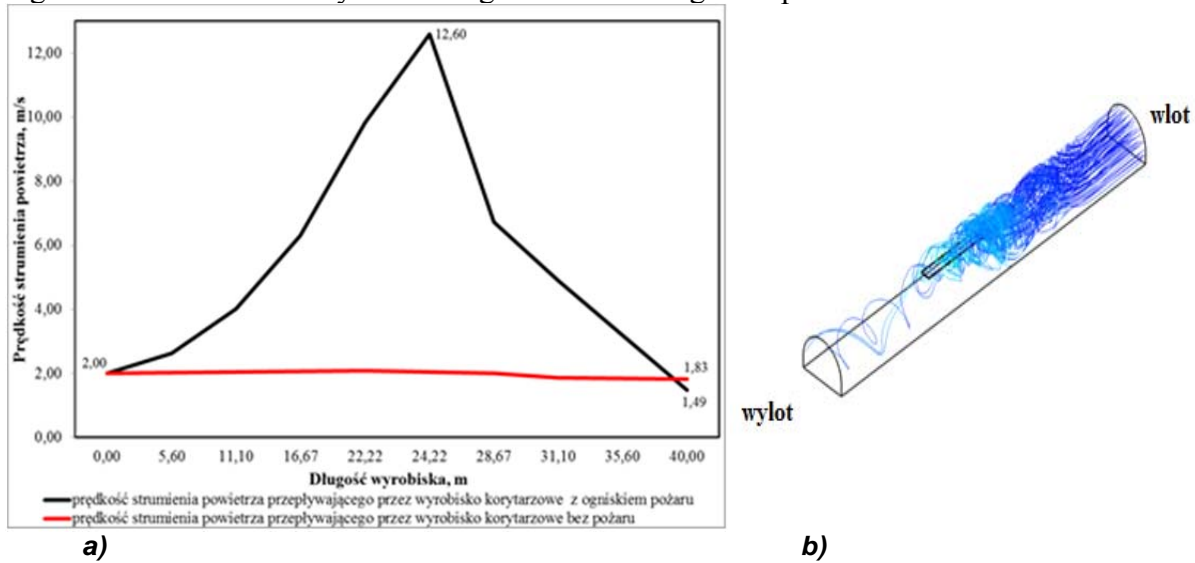 12,00
10,00
8,00
6,00
4,00
2,00
0,00
Prędkość strumienia powietrza, m/s
12,60
2,00
1,83
1,49
0,00 5,60 11,10 16,67 22,22 24,22 28,67 31,10 35,60 40,00
Długość wyrobiska, m
prędkość strumienia powietrza przepływającego przez wyrobisko korytarzowe z ogniskiem pożaru
prędkość strumienia powietrza przepływającego przez wyrobisko korytarzowe bez pożaru
wlot
wylot
a)
b)